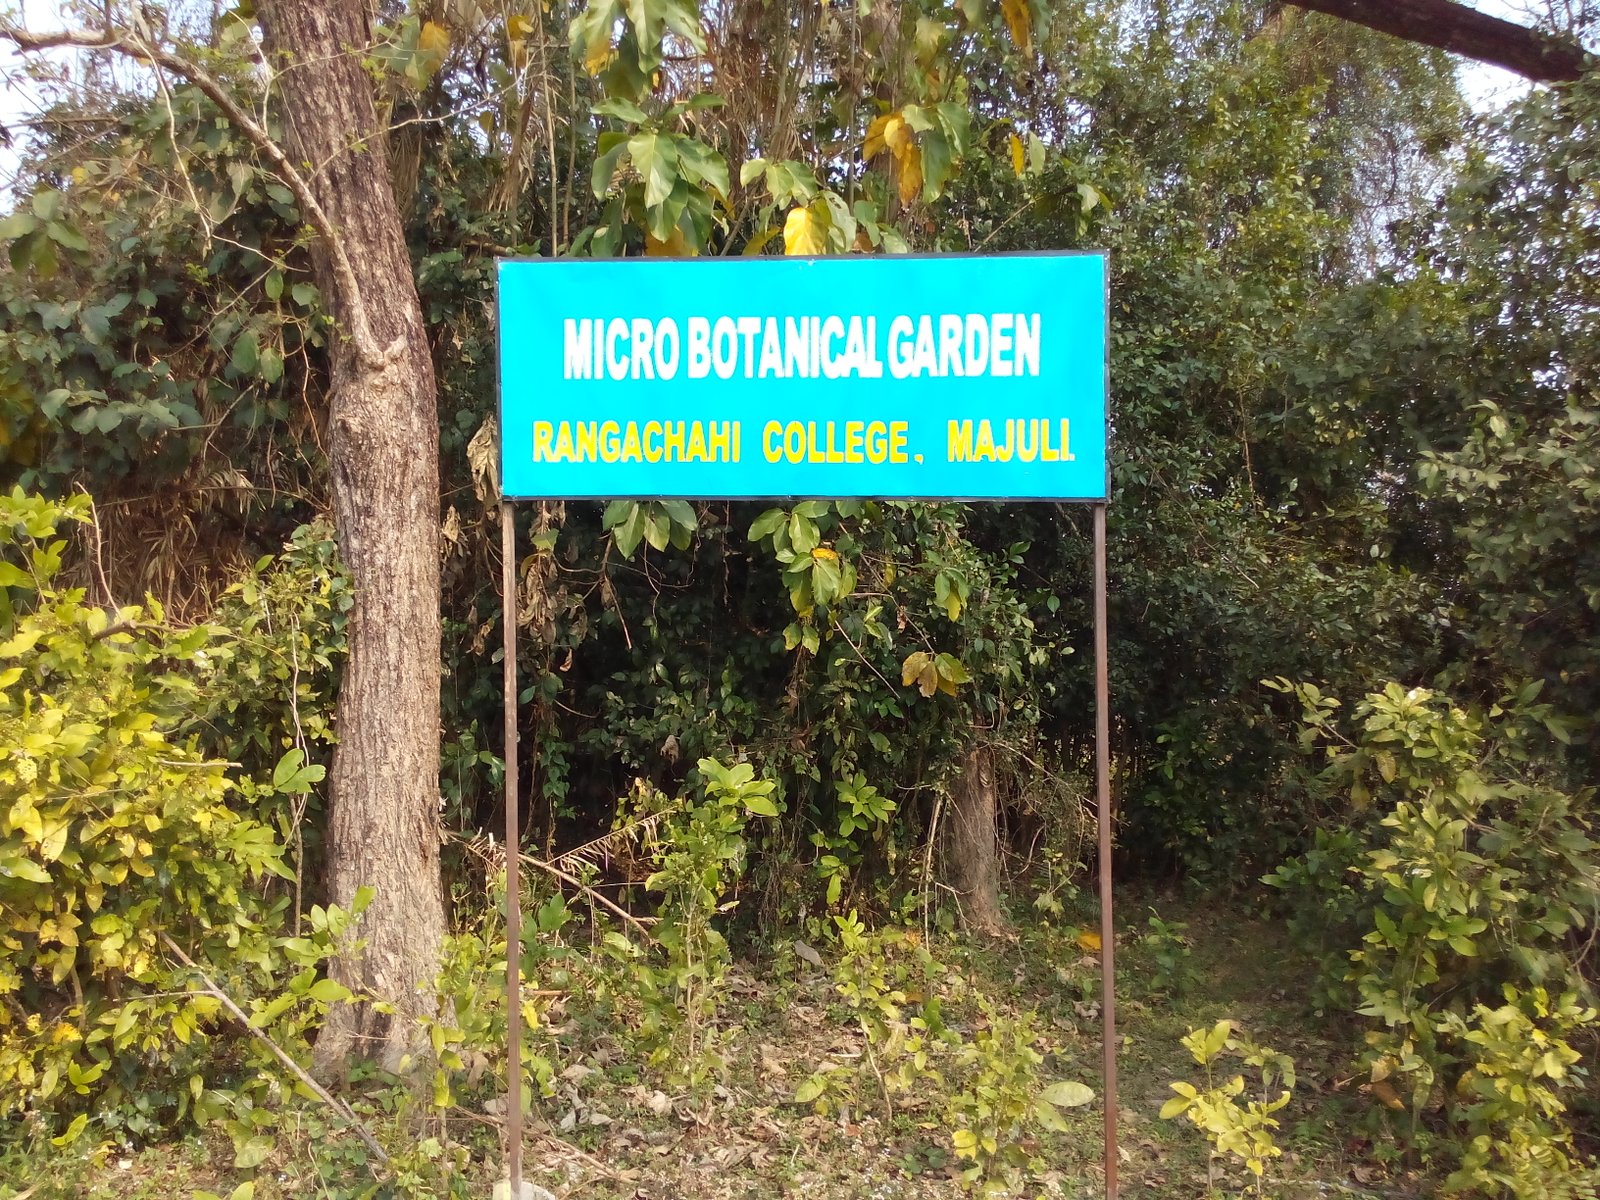 MICRO BOTANICAL GARDEN
RANGACHAHI COLLEGE, MAJULI.